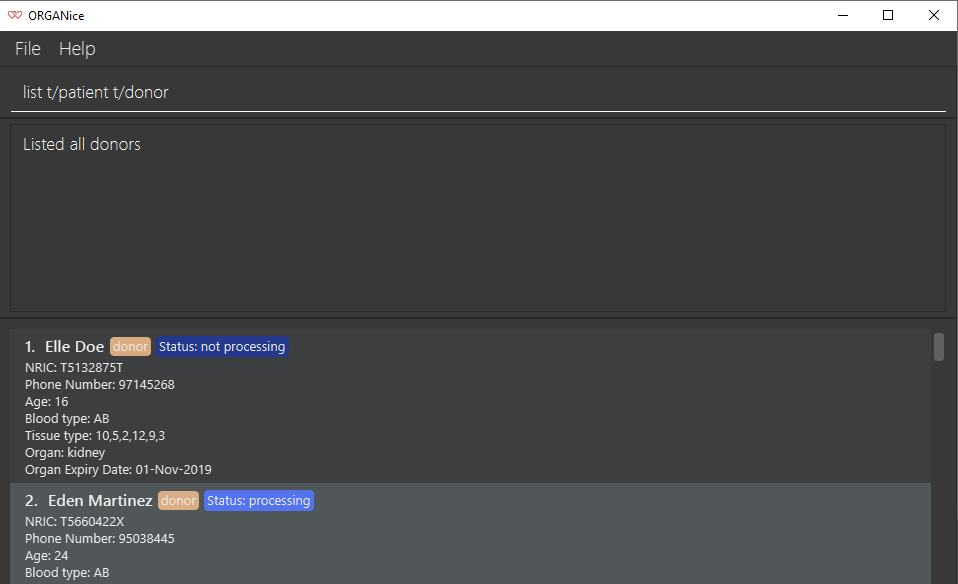 ORGANice
File Help
list t/patient t/donor
Listed all donors
1. Elle Doe donor Status: not processing
NRIC: T5132875T
Phone Number: 97145268
Age: 16
Blood type: AB
Tissue type: 10,5,2,12,9,3
Organ: kidney
Organ Expiry Date: 01-Nov-2019
2. Eden Martinez donor Status: processing
NRIC: T5660422X
Phone Number: 95038445
Age: 24
Blood type: AB